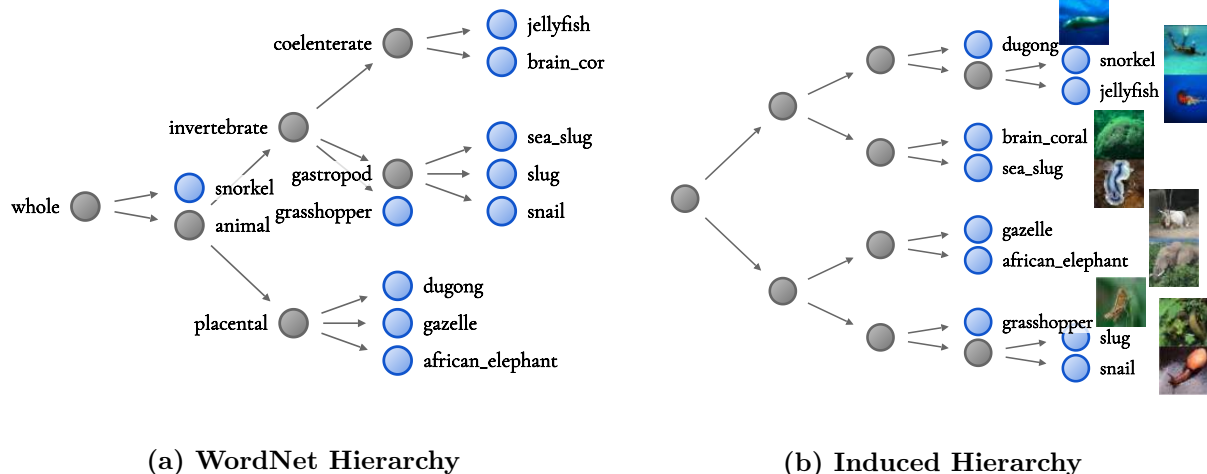 coelenterate
jellyfish
brain_cor
invertebrate
sea_slug
gastropod
slug
grasshopper
snail
whole
snorkel
animal
dugong
placental
gazelle
african_elephant
(a) WordNet Hierarchy
dugong
snorkel
jellyfish
brain_coral
sea_slug
gazelle
african_elephant
grasshopper
slug
snail
(b) Induced Hierarchy